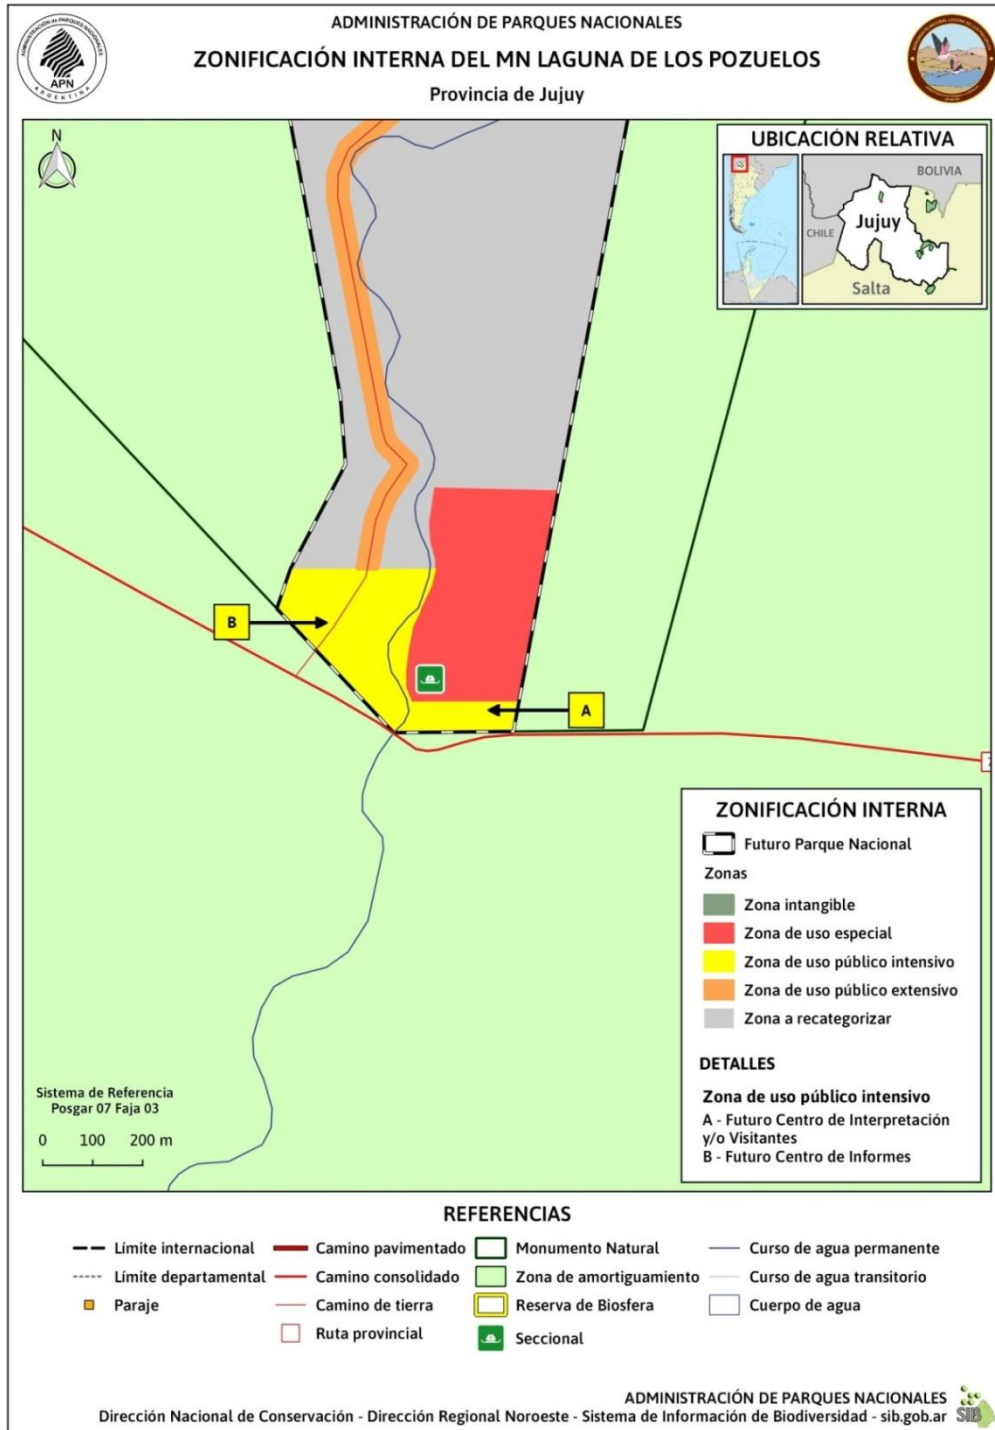 ADMINISTRACIÓN DE PARQUES NACIONALES
ZONIFICACIÓN INTERNA DEL MN LAGUNA DE LOS POZUELOS
Provincia de Jujuy
APN
ARGENTINA
N
UBICACIÓN RELATIVA
BOLIVIA
CHILE
Jujuy
Salta
B
A
ZONIFICACIÓN INTERNA
Futuro Parque Nacional
Zonas
Zona intangible
Zona de uso especial
Zona de uso público intensivo
Zona de uso público extensivo
Zona a recategorizar
DETALLES
Zona de uso público intensivo
A - Futuro Centro de Interpretación
y/o Visitantes
B - Futuro Centro de Informes
Sistema de Referencia
Posgar 07 Faja 03
0 100 200 m
REFERENCIAS
Límite internacional
Límite departamental
Paraje
Camino pavimentado
Camino consolidado
Camino de tierra
Ruta provincial
Monumento Natural
Zona de amortiguamiento
Reserva de Biosfera
Seccional
Curso de agua permanente
Curso de agua transitorio
Cuerpo de agua
ADMINISTRACIÓN DE PARQUES NACIONALES
Dirección Nacional de Conservación - Dirección Regional Noroeste - Sistema de Información de Biodiversidad - sib.gob.ar
SIB